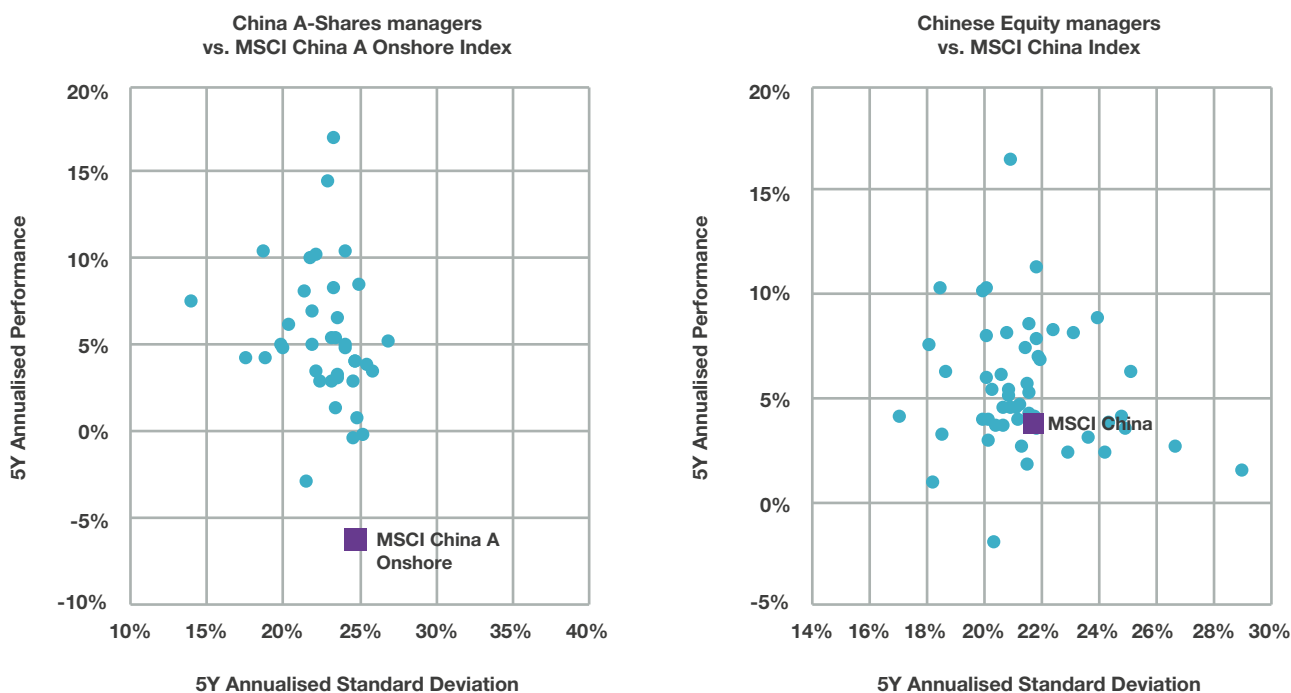 China A-Shares managers
vs. MSCI China A Onshore Index
20%
15%
10%
5%
0%
-5%
-10%
5Y Annualised Performance
MSCI China A
Onshore
10% 15% 20% 25% 30% 35% 40%
5Y Annualised Standard Deviation
Chinese Equity managers
vs. MSCI China Index
20%
15%
10%
5%
0%
-5%
5Y Annualised Performance
MSCI China
14% 16% 18% 20% 22% 24% 26% 28% 30%
5Y Annualised Standard Deviation